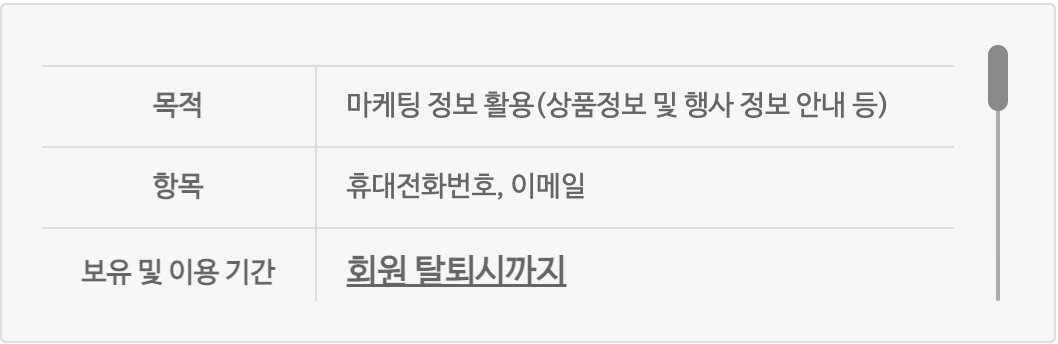 목적 마케팅 정보 활용(상품정보 및 행사 정보 안내 등)
항목 휴대전화번호, 이메일
보유 및 이용 기간 회원 탈퇴시까지